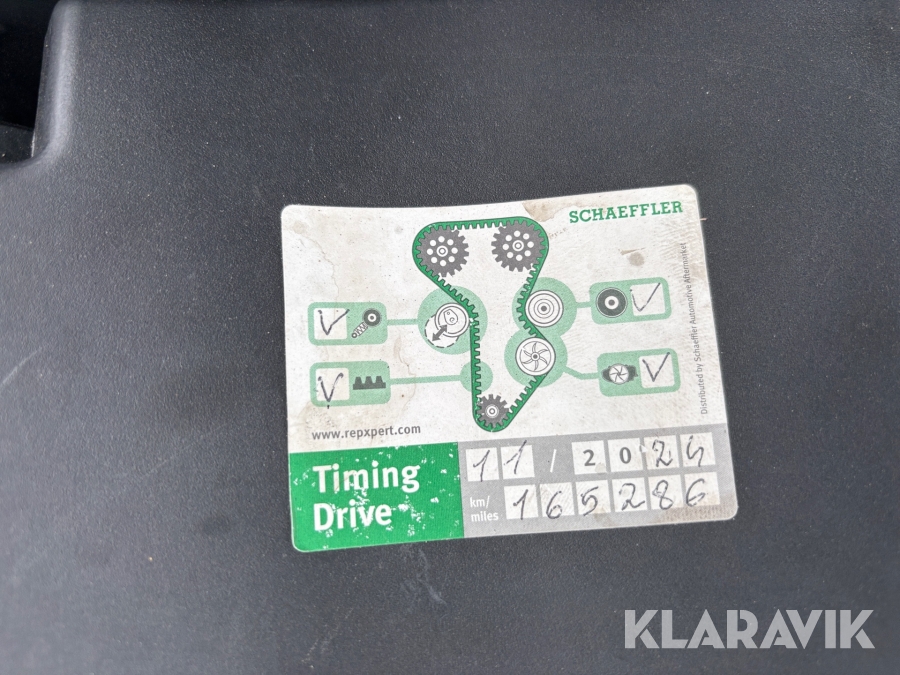 SCHAEFFLER
Distributed by Schaeffler Automotive Aftermarket
www.repxpert.com
Timing
Drive
11 / 2024
km/
miles
165286
KLARAVIK